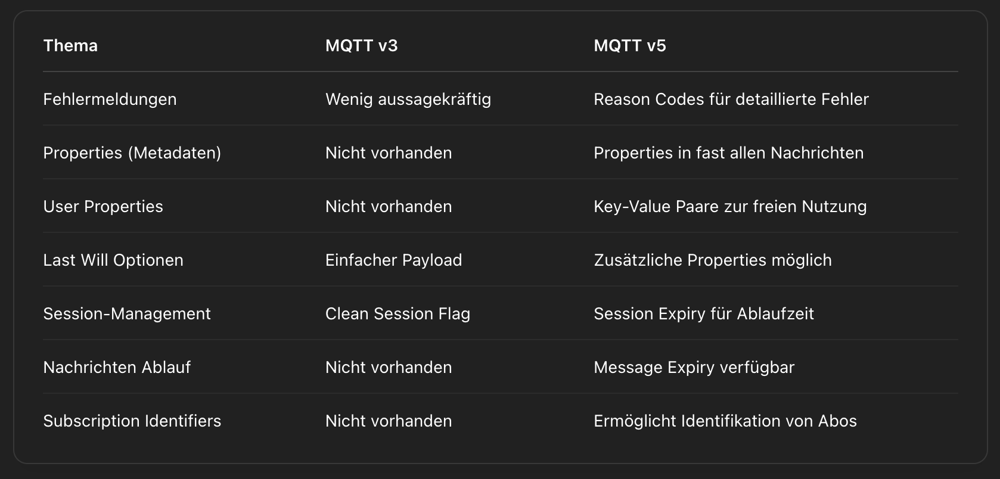 Thema MQTT v3 MQTT v5
Fehlermeldungen Wenig aussagekräftig Reason Codes für detaillierte Fehler
Properties (Metadaten) Nicht vorhanden Properties in fast allen Nachrichten
User Properties Nicht vorhanden Key-Value Paare zur freien Nutzung
Last Will Optionen Einfacher Payload Zusätzliche Properties möglich
Session-Management Clean Session Flag Session Expiry für Ablaufzeit
Nachrichten Ablauf Nicht vorhanden Message Expiry verfügbar
Subscription Identifiers Nicht vorhanden Ermöglicht Identifikation von Abos